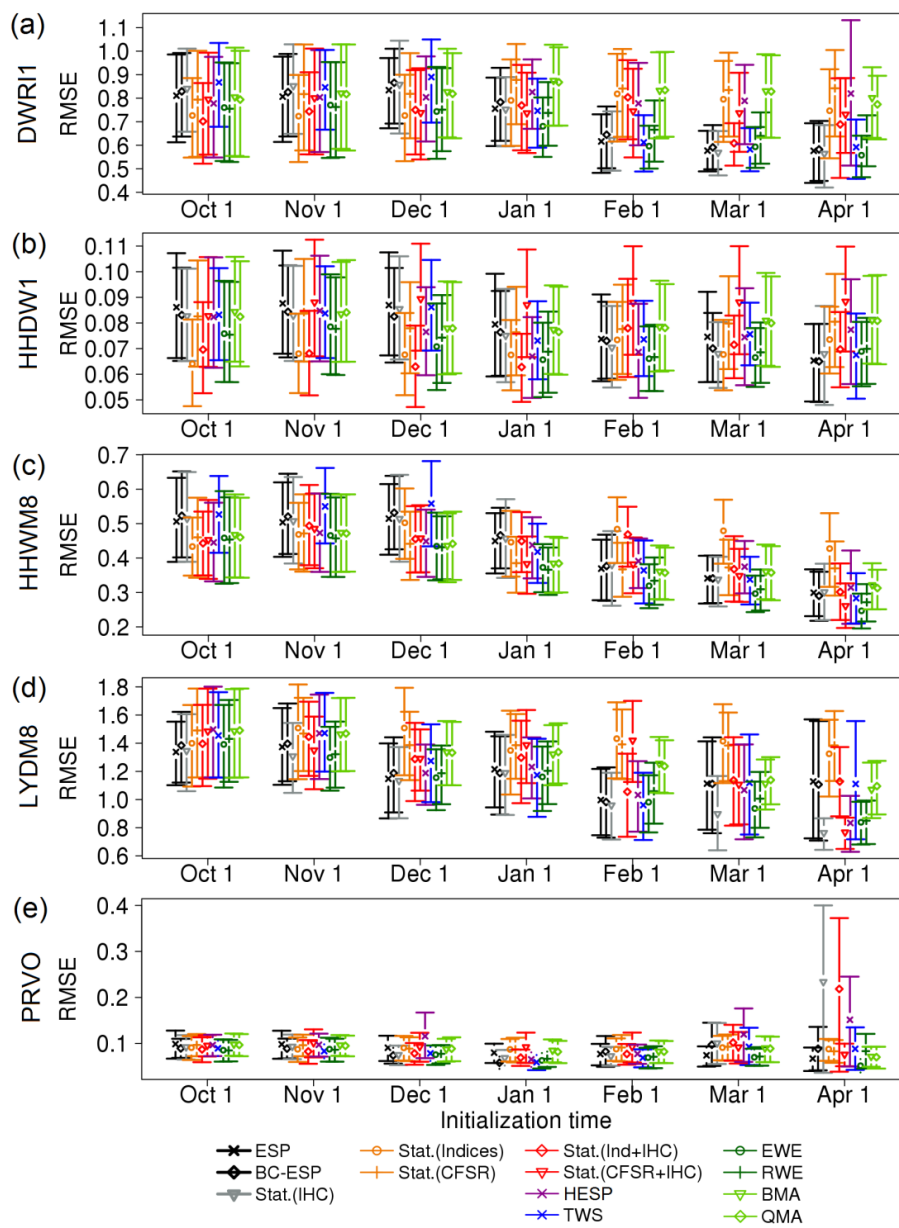 (a)
DWRI1
RMSE
1.1
1.0
0.9
0.8
0.7
0.6
0.5
0.4
Oct 1 Nov 1 Dec 1 Jan 1 Feb 1 Mar 1 Apr 1
(b)
HHDW1
RMSE
0.11
0.10
0.09
0.08
0.07
0.06
0.05
Oct 1 Nov 1 Dec 1 Jan 1 Feb 1 Mar 1 Apr 1
(c)
HHWM8
RMSE
0.7
0.6
0.5
0.4
0.3
0.2
Oct 1 Nov 1 Dec 1 Jan 1 Feb 1 Mar 1 Apr 1
(d)
LYDM8
RMSE
1.8
1.6
1.4
1.2
1.0
0.8
0.6
Oct 1 Nov 1 Dec 1 Jan 1 Feb 1 Mar 1 Apr 1
(e)
PRVO
RMSE
0.4
0.3
0.2
0.1
Oct 1 Nov 1 Dec 1 Jan 1 Feb 1 Mar 1 Apr 1
Initialization time
ESP
BC-ESP
Stat.(IHC)
Stat.(Indices)
Stat.(CFSR)
Stat.(Ind+IHC)
Stat.(CFSR+IHC)
HESP
TWS
EWE
RWE
BMA
QMA